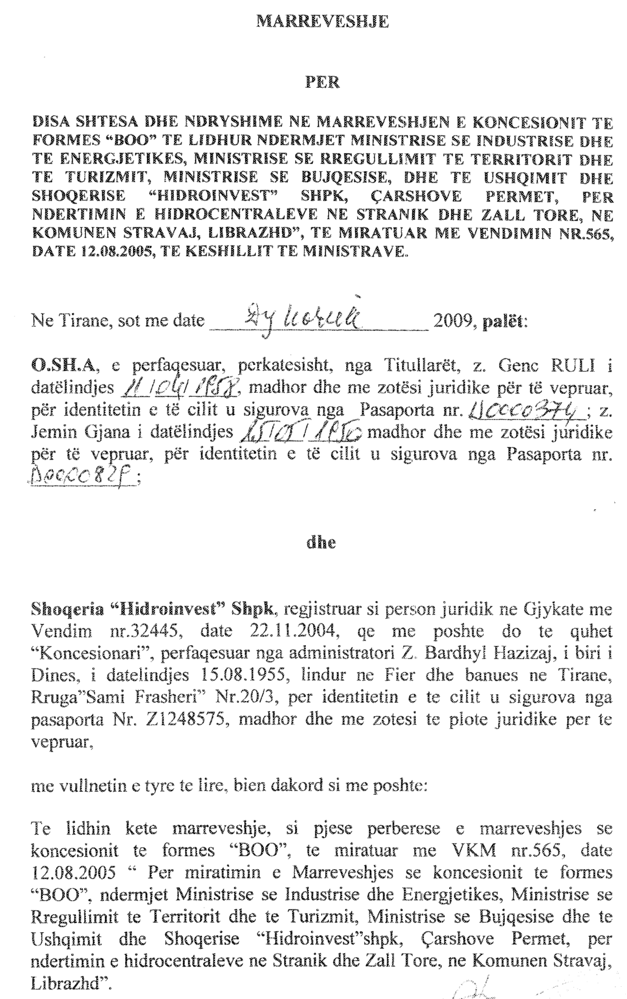 MARREVESHJE
PER
DISA SHTESA DHE NDRYSHIME NE MARREVESHJEN E KONCESIONIT TE
FORMES “BOO” TE LIDHUR NDERMJET MINISTRISE SE INDUSTRISE DHE
TE ENERGJETIKES, MINISTRISE SE RREGULLIMIT TE TERRITORIT DHE
TE TURIZMIT, MINISTRISE SE BUJQESISE, DHE TE USHQIMIT DHE
SHOQERISE “HIDROINVEST” SHPK, ÇARSHOVE PERMET, PER
NDERTIMIN E HIDROCENTRALEVE NE STRANIK DHE ZALL TORE, NE
KOMUNEN STRAVAJ, LIBRAZHD”, TE MIRATUAR ME VENDIMIN NR.565,
DATE 12.08.2005, TE KESHILLIT TE MINISTRAVE.
Ne Tirane, sot me date 2009, palët:
O.SH.A, e perfaqesuar, perkatesisht, nga Titullarët, z. Genc RULI i
datëlindjes 11/04/1958, madhor dhe me zotësi juridike për të vepruar,
për identitetin e të cilit u sigurova nga Pasaporta nr. ; z.
Jemin Gjana i datëlindjes madhor dhe me zotësi juridike
për të vepruar, për identitetin e të cilit u sigurova nga Pasaporta nr.
;
dhe
Shoqeria “Hidroinvest” Shpk, regjistruar si person juridik ne Gjykate me
Vendim nr.32445, date 22.11.2004, qe me poshte do te quhet
“Koncesionari”, perfaqesuar nga administratori Z. Bardhyl Hazizaj, i biri i
Dines, i datelindjes 15.08.1955, lindur ne Fier dhe banues ne Tirane,
Rruga”Sami Frasheri” Nr.20/3, per identitetin e te cilit u sigurova nga
pasaporta Nr. Z1248575, madhor dhe me zotesi te plote juridike per te
vepruar,
me vullnetin e tyre te lire, bien dakord si me poshte:
Te lidhin kete marreveshje, si pjese perberese e marreveshjes se
koncesionit te formes “BOO”, te miratuar me VKM nr.565, date
12.08.2005 “ Per miratimin e Marreveshjes se koncesionit te formes
“BOO”, ndermjet Ministrise se Industrise dhe Energjetikes, Ministrise se
Rregullimit te Territorit dhe te Turizmit, Ministrise se Bujqesise dhe te
Ushqimit dhe Shoqerise “Hidroinvest”shpk, Çarshove Permet, per
ndertimin e hidrocentraleve ne Stranik dhe Zall Tore, ne Komunen Stravaj,
Librazhd”.